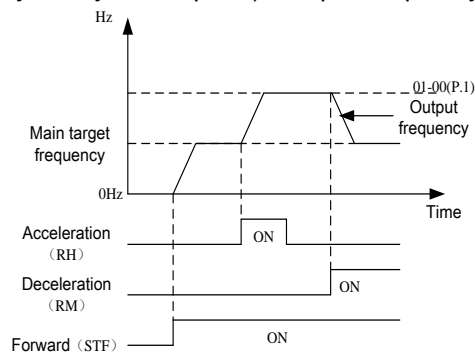 Hz
01-00(P.1)
Output
frequency
Main target
frequency
0Hz
Time
Acceleration
（RH）
ON
Deceleration
（RM）
ON
Forward（STF）
ON